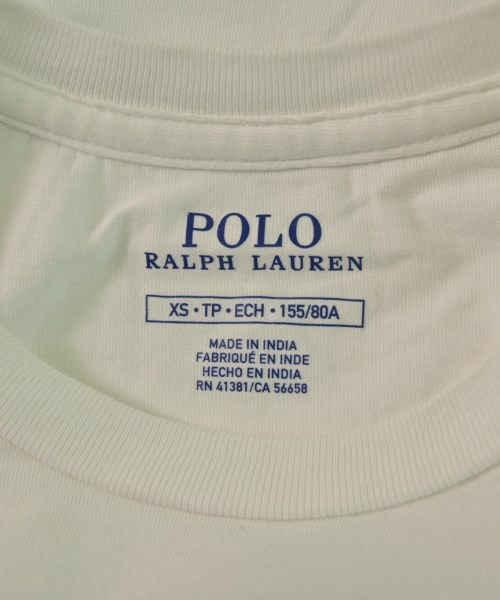 POLO
RALPH LAUREN
XS • TP • ECH • 155/80A
MADE IN INDIA
FABRIQUÉ EN INDE
HECHO EN INDIA
RN 41381/CA 56658